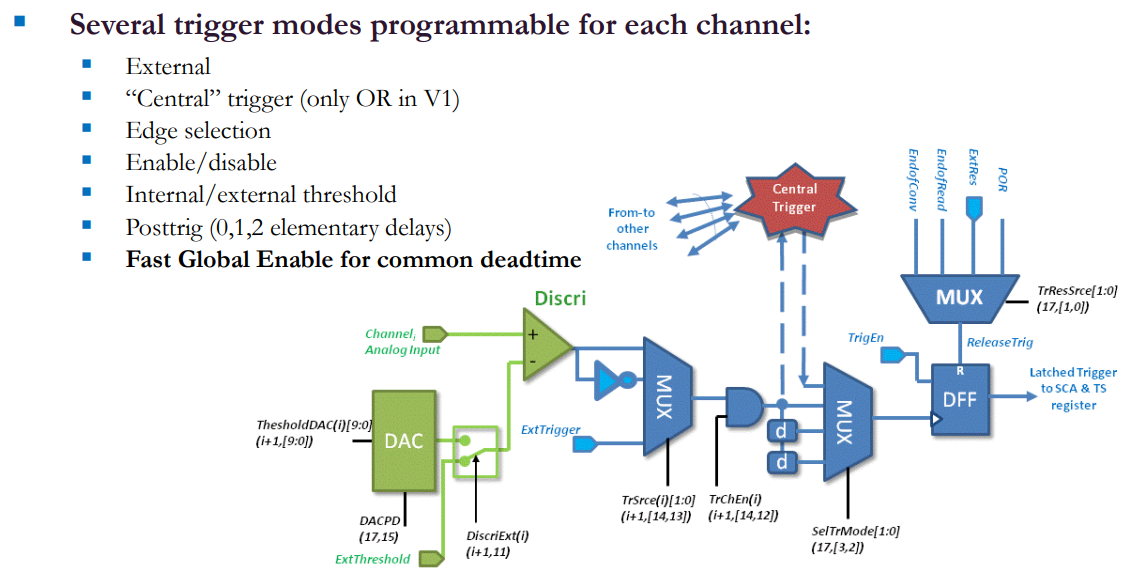 Several trigger modes programmable for each channel:
External
“Central” trigger (only OR in V1)
Edge selection
Enable/disable
Internal/external threshold
Posttrig (0,1,2 elementary delays)
Fast Global Enable for common deadtime
Central
Trigger
From-to
other
channels
EndofConv
EndofRead
ExtRes
POR
MUX
TrResSrce[1:0]
(17,[1,0])
Discri
Channel,
Analog Input
+
-
TrigEn
ReleaseTrig
R
DFF
Latched Trigger
to SCA & TS
register
MUX
MUX
d
d
ThesholdDAC(i)[9:0]
(i+1,[9:0])
DAC
ExtTrigger
DACPD
(17,15)
DiscriExt(i)
(i+1,11)
TrSrce(i)[1:0]
(i+1,[14,13])
TrChEn(i)
(i+1,[14,12])
SelTrMode[1:0]
(17,[3,2])
ExtThreshold